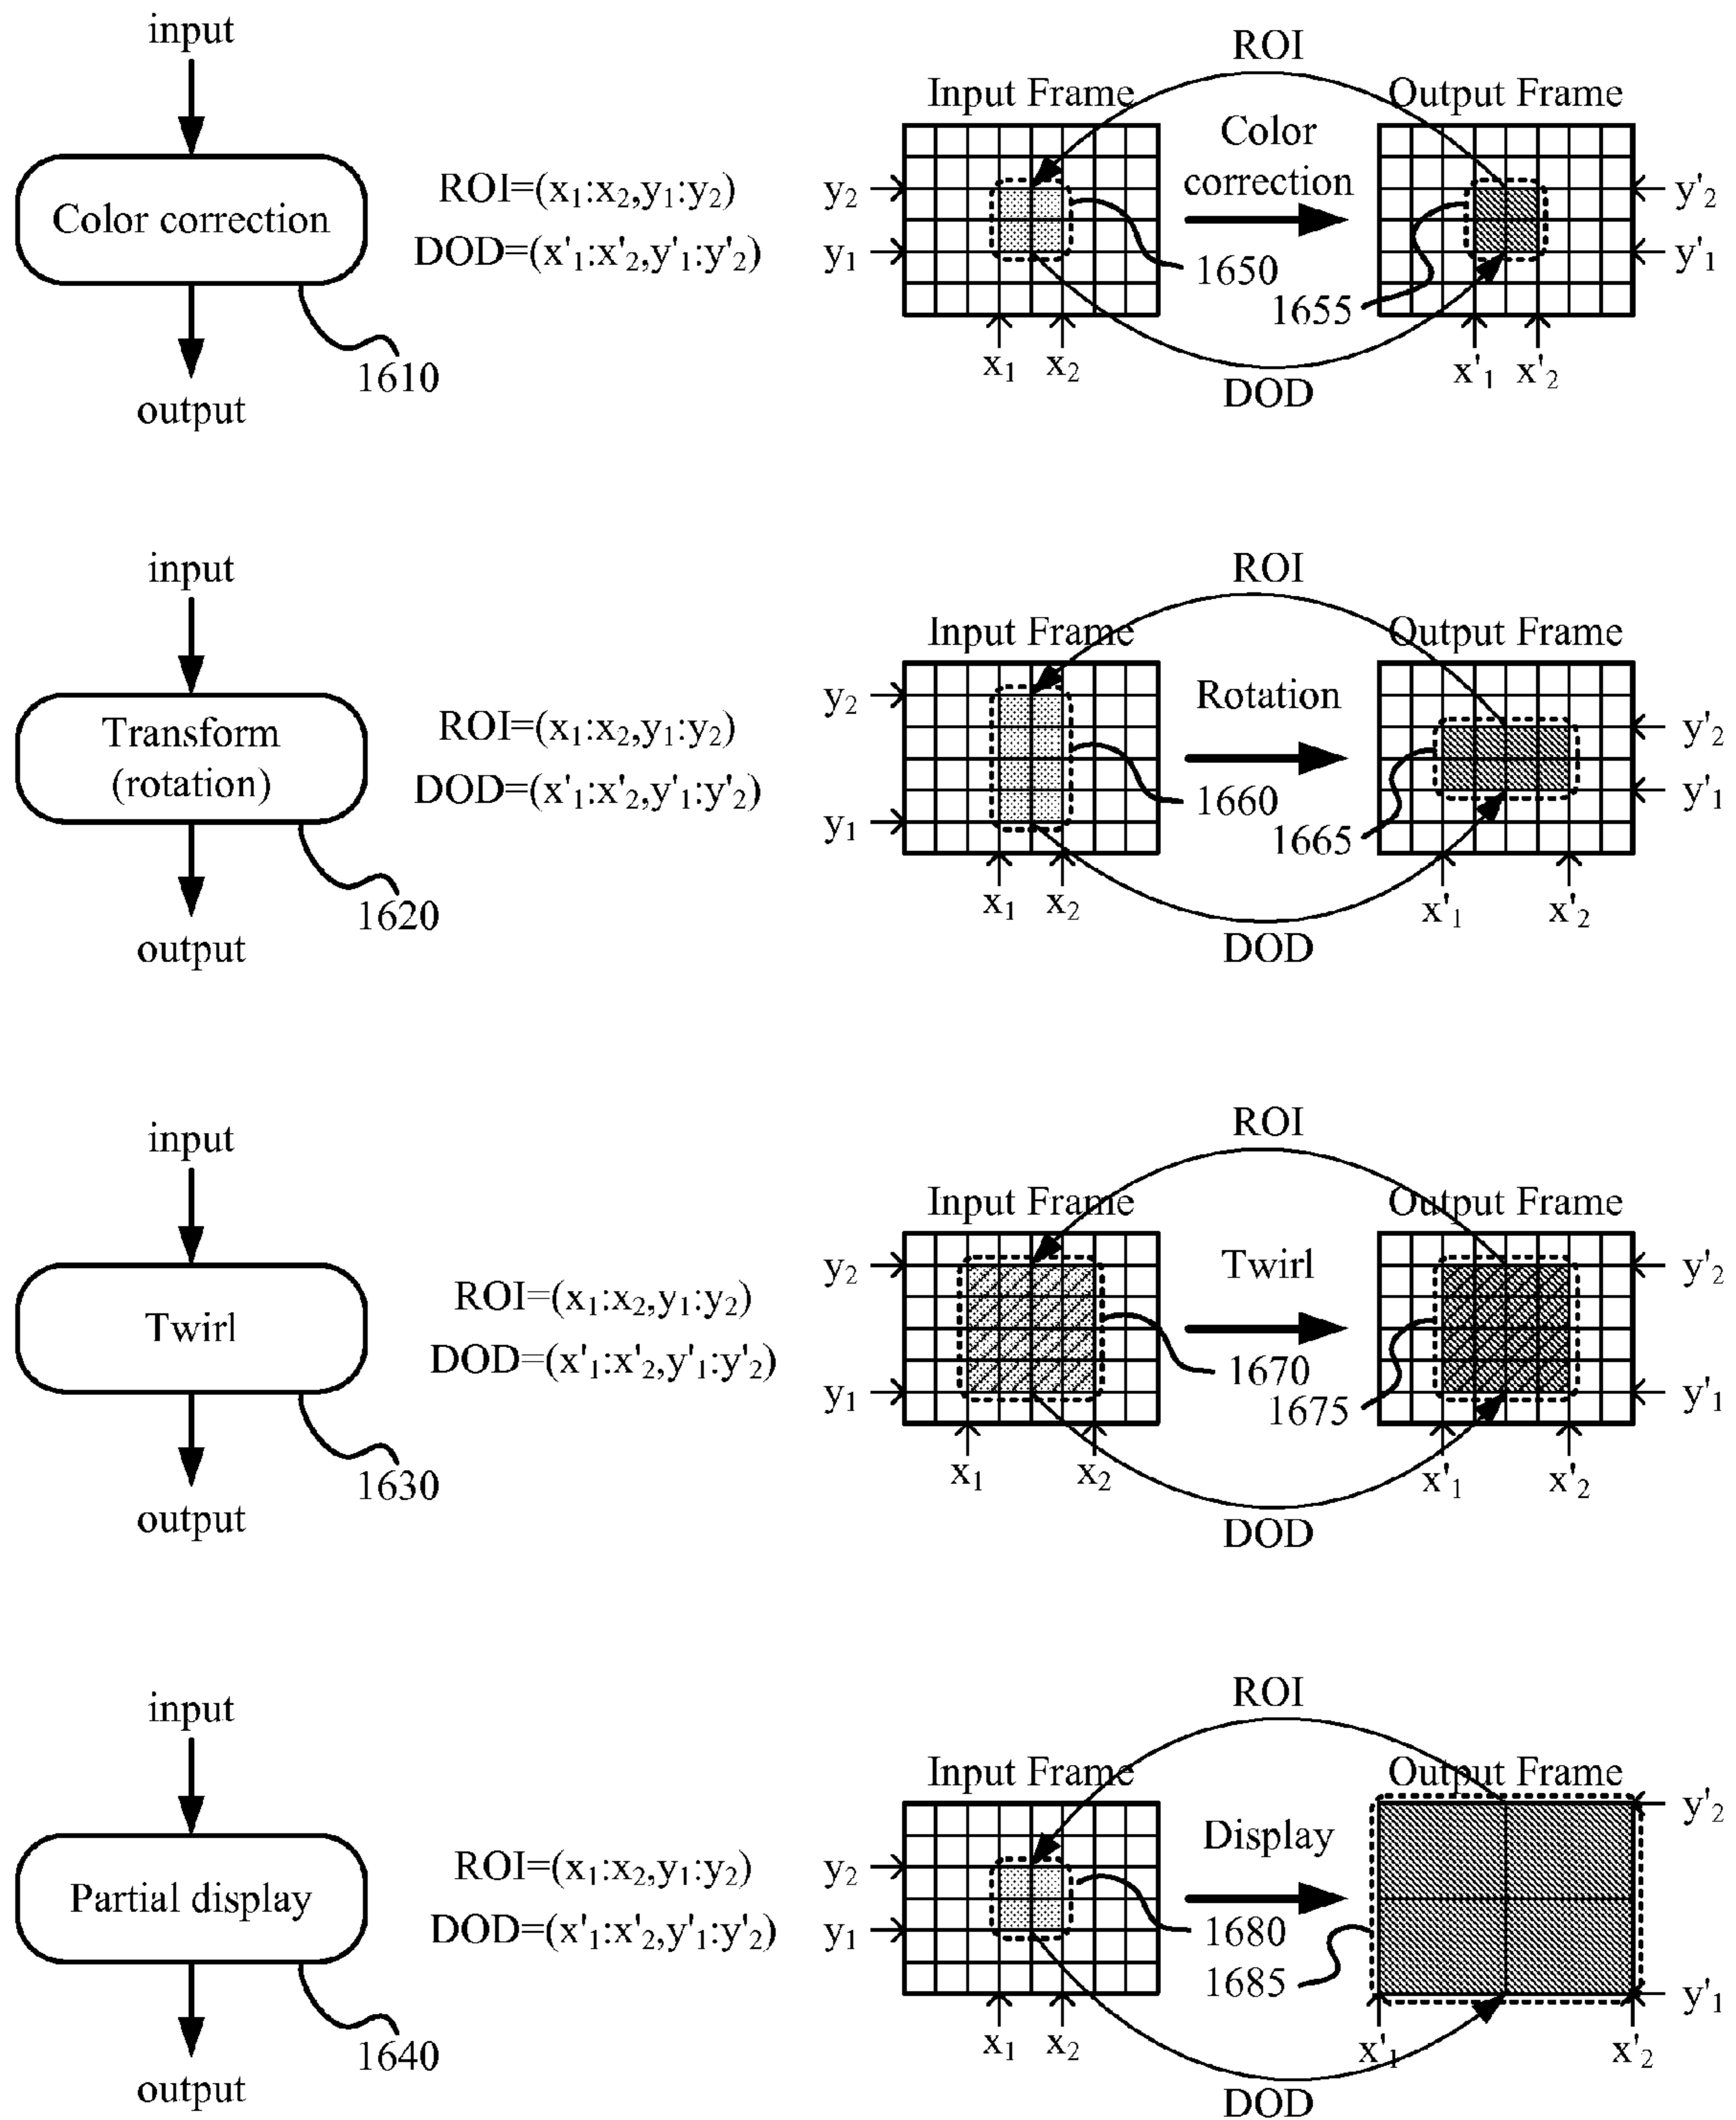 input
Color correction
1610
output
ROI=(x₁:x₂,y₁:y₂)
DOD=(x'₁:x'₂,y'₁:y'₂)
ROI
Input Frame
Output Frame
Color
correction
y₂
y₁
x₁ x₂
1650
1655
y'₂
y'₁
x'₁ x'₂
DOD
input
Transform
(rotation)
1620
output
ROI=(x₁:x₂,y₁:y₂)
DOD=(x'₁:x'₂,y'₁:y'₂)
ROI
Input Frame
Output Frame
Rotation
y₂
y₁
x₁ x₂
1660
1665
y'₂
y'₁
x'₁ x'₂
DOD
input
Twirl
1630
output
ROI=(x₁:x₂,y₁:y₂)
DOD=(x'₁:x'₂,y'₁:y'₂)
ROI
Input Frame
Output Frame
Twirl
y₂
y₁
x₁ x₂
1670
1675
y'₂
y'₁
x'₁ x'₂
DOD
input
Partial display
1640
output
ROI=(x₁:x₂,y₁:y₂)
DOD=(x'₁:x'₂,y'₁:y'₂)
ROI
Input Frame
Output Frame
Display
y₂
y₁
x₁ x₂
1680
1685
y'₂
y'₁
x'₁ x'₂
DOD